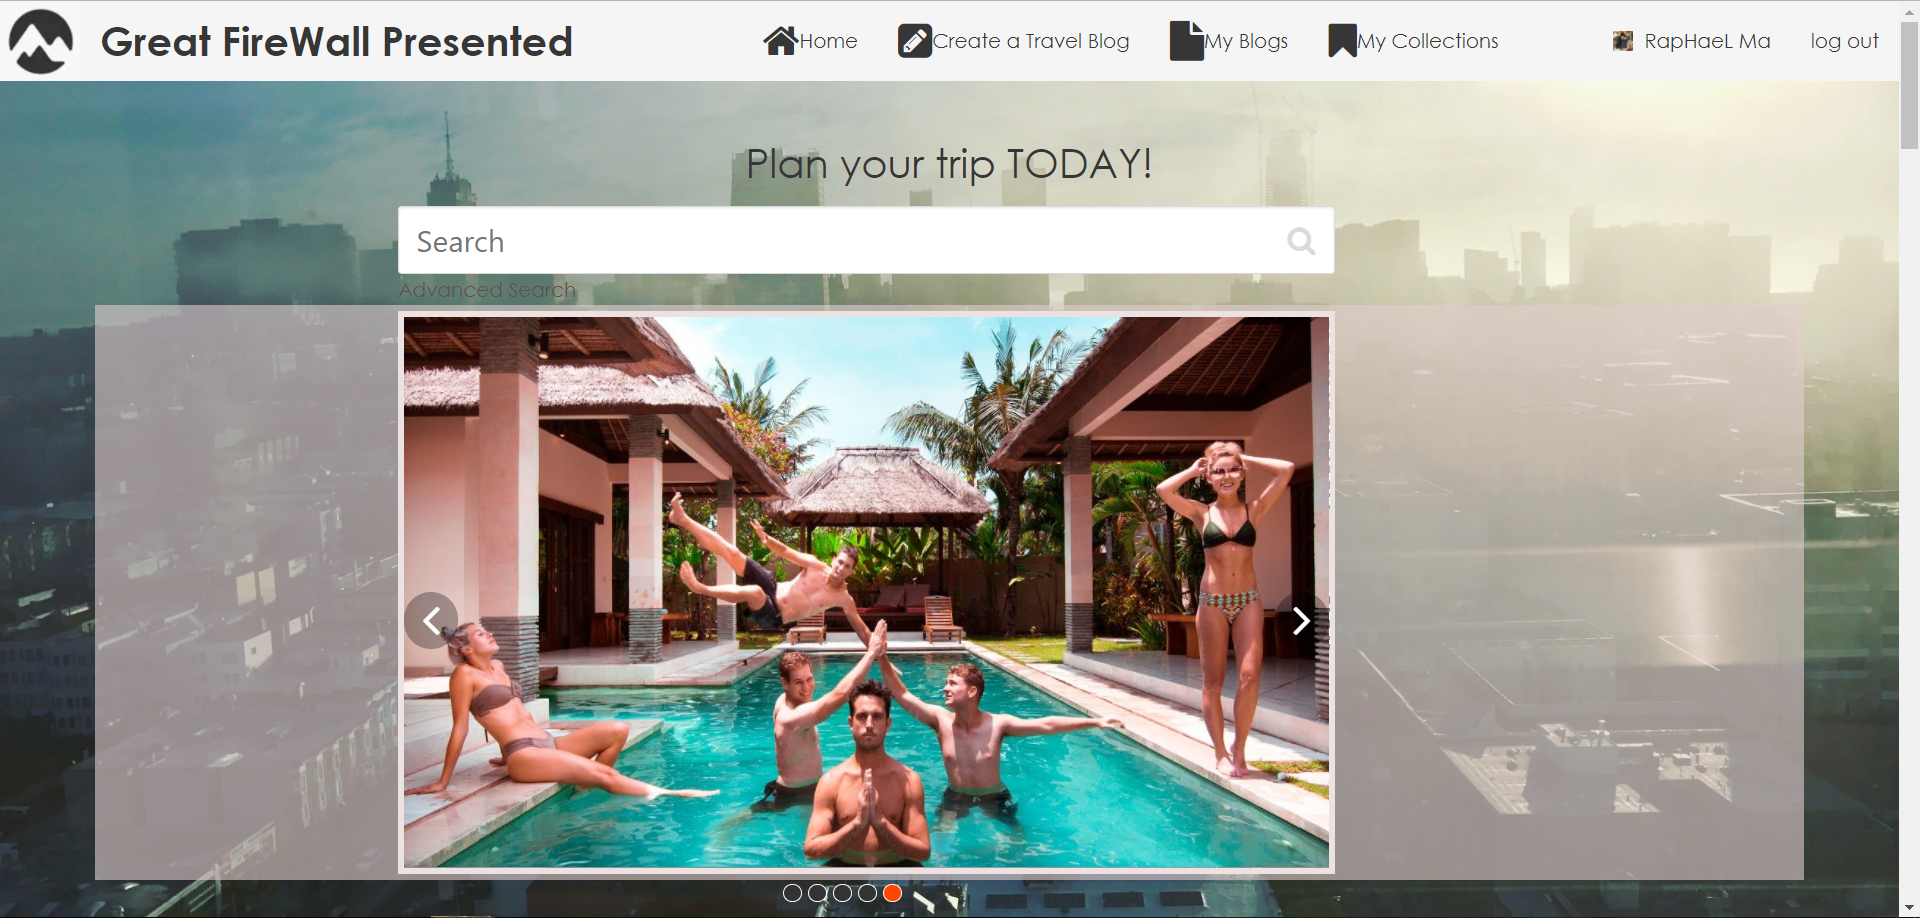 Great FireWall Presented
Home
Create a Travel Blog
My Blogs
My Collections
RapHaeL Ma
log out
Plan your trip TODAY!
Search
Advanced Search